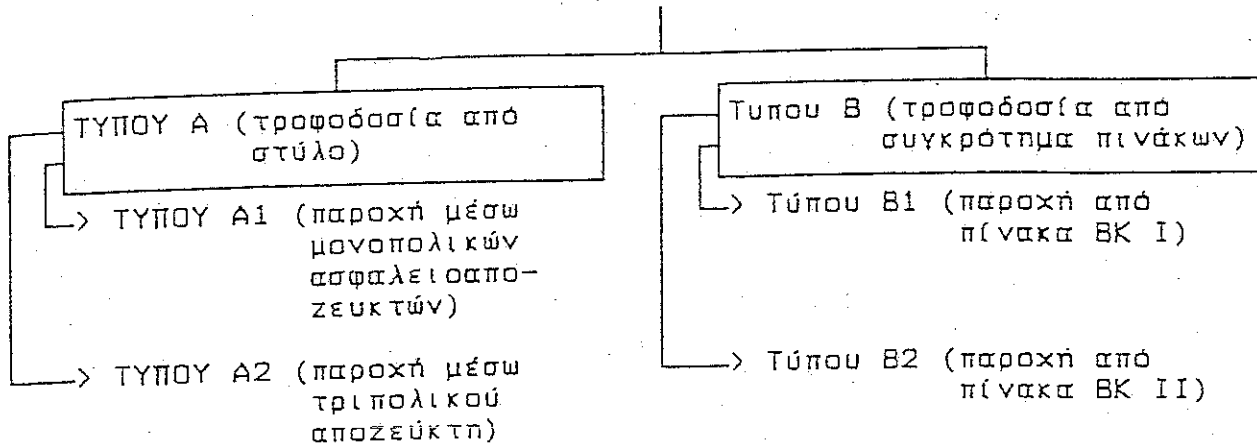 ΤΥΠΟΥ Α (τροφοδοσία από
στύλο)
ΤΥΠΟΥ Α1 (παροχή μέσω
μονοπολικών
ασφαλειοαπο-
ζευκτών)
ΤΥΠΟΥ Α2 (παροχή μέσω
τριπολικού
αποζεύκτη)
Τυπου Β (τροφοδοσία από
συγκρότημα πινάκων)
Τύπου Β1 (παροχή από
πίνακα ΒΚ Ι)
Τύπου Β2 (παροχή από
πίνακα ΒΚ ΙΙ)